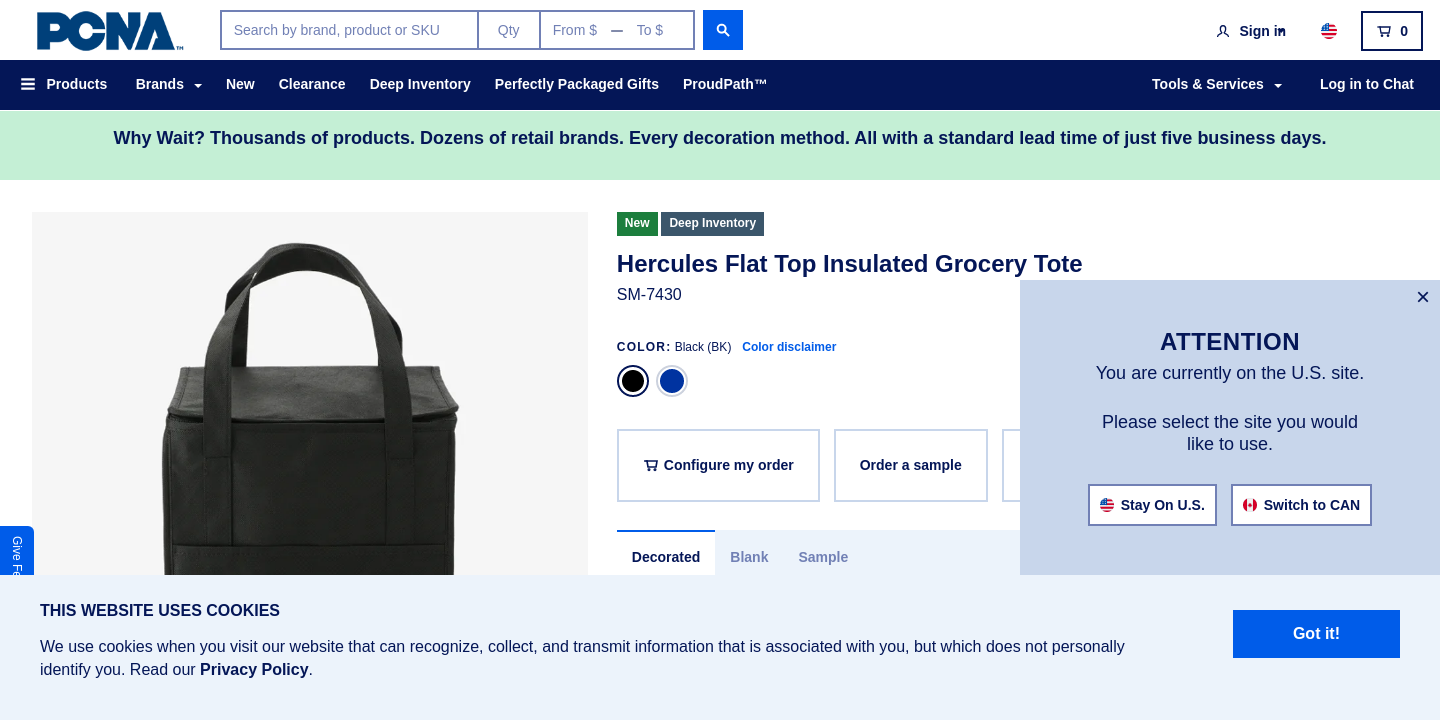 PCNA™
Search by brand, product or SKU
Qty
From $ — To $
Sign in
0
Products
Brands
New
Clearance
Deep Inventory
Perfectly Packaged Gifts
ProudPath™
Tools & Services
Log in to Chat
Why Wait? Thousands of products. Dozens of retail brands. Every decoration method. All with a standard lead time of just five business days.
New
Deep Inventory
Hercules Flat Top Insulated Grocery Tote
SM-7430
COLOR: Black (BK) Color disclaimer
Configure my order
Order a sample
Decorated
Blank
Sample
×
ATTENTION
You are currently on the U.S. site.
Please select the site you would
like to use.
Stay On U.S.
Switch to CAN
Give
THIS WEBSITE USES COOKIES
We use cookies when you visit our website that can recognize, collect, and transmit information that is associated with you, but which does not personally
identify you. Read our Privacy Policy.
Got it!